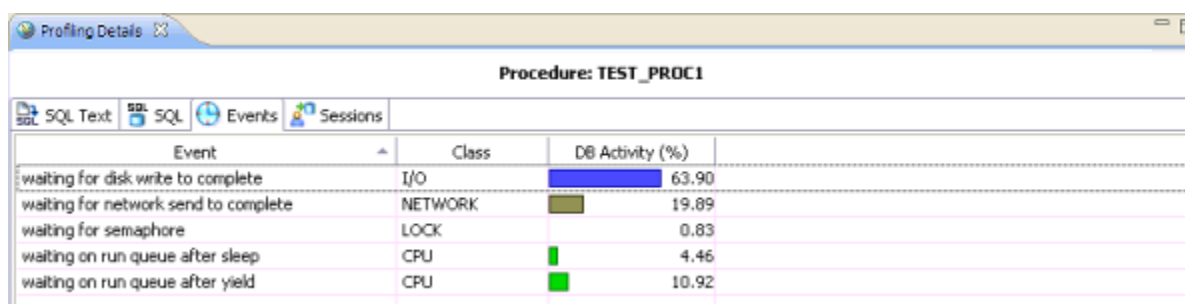 Profiling Details
Procedure: TEST_PROC1
SQL Text SQL Events Sessions
Event Class DB Activity (%)
waiting for disk write to complete I/O 63.90
waiting for network send to complete NETWORK 19.89
waiting for semaphore LOCK 0.83
waiting on run queue after sleep CPU 4.46
waiting on run queue after yield CPU 10.92